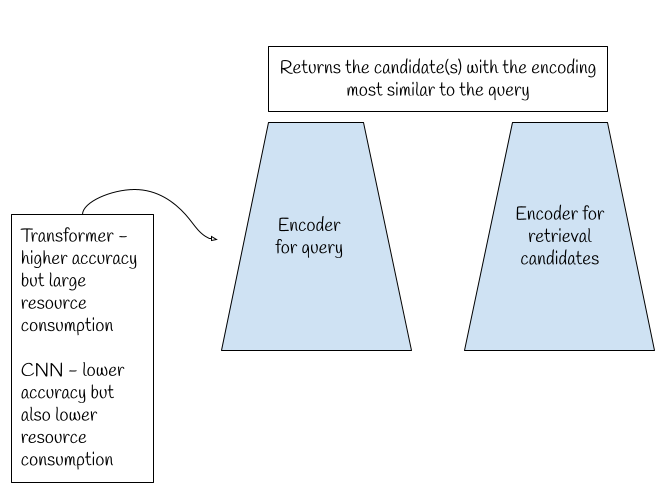 Returns the candidate(s) with the encoding
most similar to the query
Encoder
for query
Encoder for
retrieval
candidates
Transformer -
higher accuracy
but large
resource
consumption
CNN - lower
accuracy but
also lower
resource
consumption